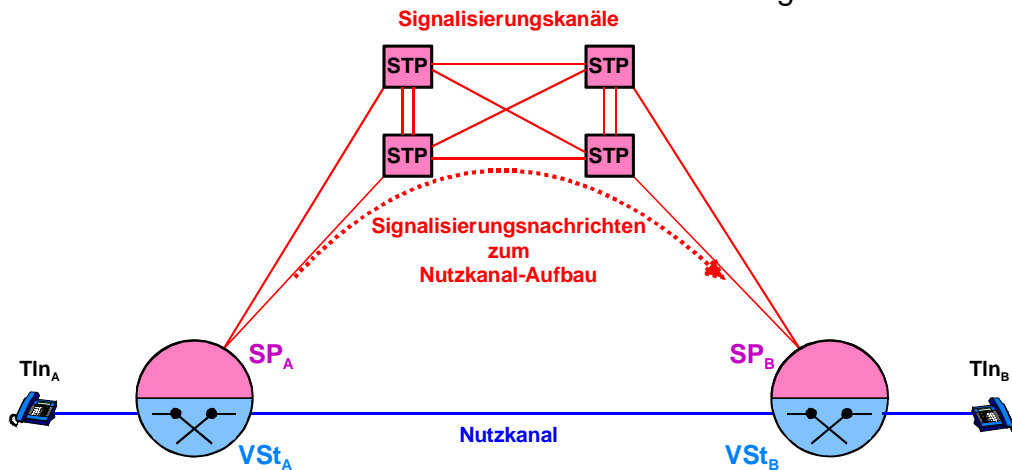 Signalisierungskanäle
STP STP
STP STP
Signalisierungsnachrichten
zum
Nutzkanal-Aufbau
SP_A SP_B
Tln_A Tln_B
Nutzkanal
VSt_A VSt_B